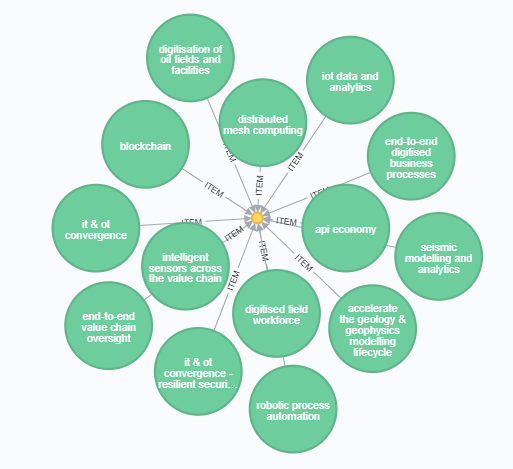 digitisation of
oil fields and
facilities
iot data and
analytics
distributed
mesh computing
blockchain
end-to-end
digitised
business
processes
ITEM
ITEM
ITEM
ITEM
ITEM
it & ot
convergence
ITEM
ITEM
api economy
ITEM
ITEM
intelligent
sensors across
the value chain
seismic
modelling and
analytics
ITEM
ITEM
end-to-end
value chain
oversight
digitised field
workforce
accelerate
the geology &
geophysics
modelling
lifecycle
it & ot
convergence -
resilient securi...
robotic process
automation